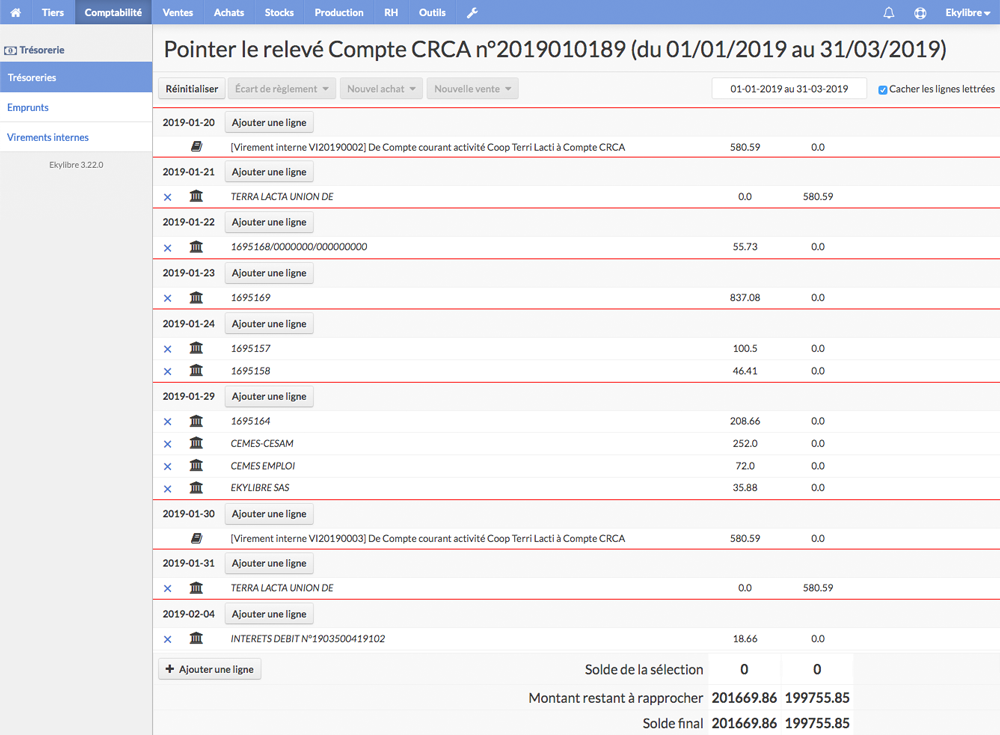 Tiers Comptabilité Ventes Achats Stocks Production RH Outils Ekylibre
Trésorerie
Trésoreries
Emprunts
Virements internes
Ekylibre 3.22.0
Pointer le relevé Compte CRCA n°2019010189 (du 01/01/2019 au 31/03/2019)
Réinitialiser Écart de règlement Nouvel achat Nouvelle vente 01-01-2019 au 31-03-2019 Cacher les lignes lettrées
2019-01-20 Ajouter une ligne
[Virement interne VI20190002] De Compte courant activité Coop Terri Lacti à Compte CRCA 580.59 0.0
2019-01-21 Ajouter une ligne
TERRA LACTA UNION DE 0.0 580.59
2019-01-22 Ajouter une ligne
1695168/0000000/000000000 55.73 0.0
2019-01-23 Ajouter une ligne
1695169 837.08 0.0
2019-01-24 Ajouter une ligne
1695157 100.5 0.0
1695158 46.41 0.0
2019-01-29 Ajouter une ligne
1695164 208.66 0.0
CEMES-CESAM 252.0 0.0
CEMES EMPLOI 72.0 0.0
EKYLIBRE SAS 35.88 0.0
2019-01-30 Ajouter une ligne
[Virement interne VI20190003] De Compte courant activité Coop Terri Lacti à Compte CRCA 580.59 0.0
2019-01-31 Ajouter une ligne
TERRA LACTA UNION DE 0.0 580.59
2019-02-04 Ajouter une ligne
INTERETS DEBIT N°1903500419102 18.66 0.0
Ajouter une ligne Solde de la sélection 0 0
Montant restant à rapprocher 201669.86 199755.85
Solde final 201669.86 199755.85